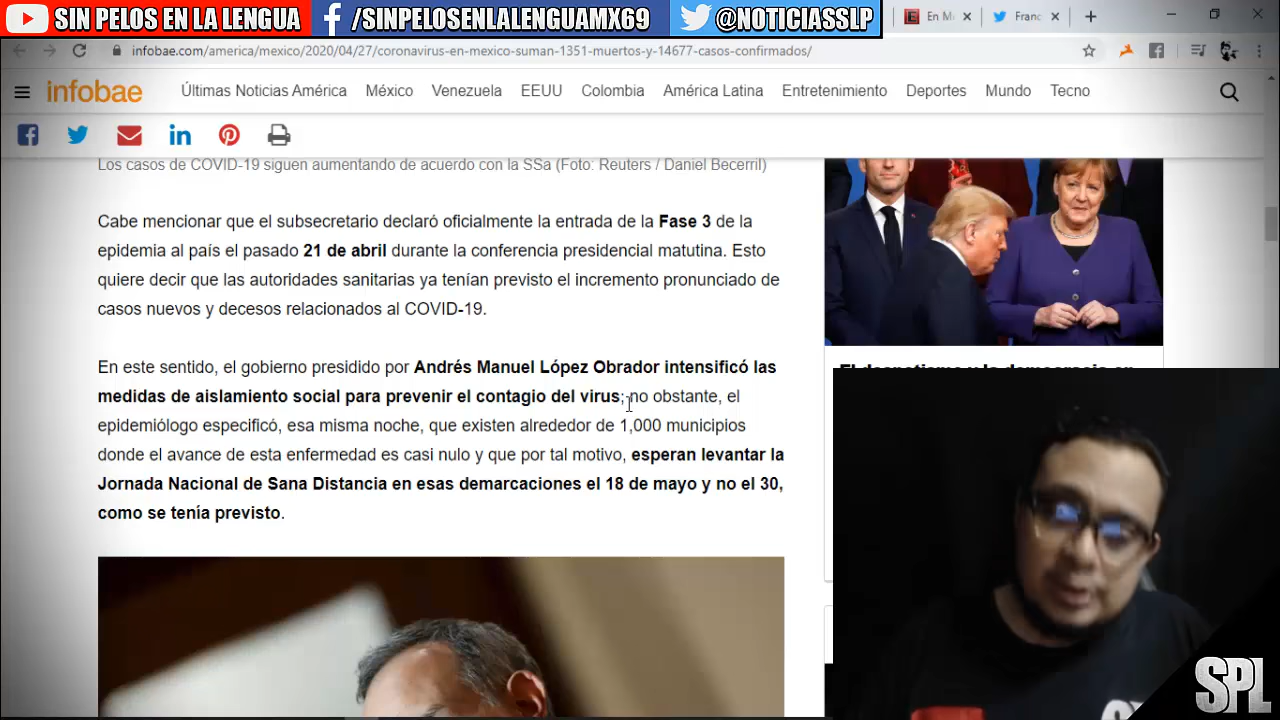 SIN PELOS EN LA LENGUA
/SINPELOSENLALENGUAMX69
@NOTICIASSLP
En M
Franc
infobae.com/america/mexico/2020/04/27/coronavirus-en-mexico-suman-1351-muertos-y-14677-casos-confirmados/
infobae
Últimas Noticias América
México
Venezuela
EEUU
Colombia
América Latina
Entretenimiento
Deportes
Mundo
Tecno
Los casos de COVID-19 siguen aumentando de acuerdo con la SSa (Foto: Reuters / Daniel Becerril)
Cabe mencionar que el subsecretario declaró oficialmente la entrada de la Fase 3 de la
epidemia al país el pasado 21 de abril durante la conferencia presidencial matutina. Esto
quiere decir que las autoridades sanitarias ya tenían previsto el incremento pronunciado de
casos nuevos y decesos relacionados al COVID-19.
En este sentido, el gobierno presidido por Andrés Manuel López Obrador intensificó las
medidas de aislamiento social para prevenir el contagio del virus; no obstante, el
epidemiólogo especificó, esa misma noche, que existen alrededor de 1,000 municipios
donde el avance de esta enfermedad es casi nulo y que por tal motivo, esperan levantar la
Jornada Nacional de Sana Distancia en esas demarcaciones el 18 de mayo y no el 30,
como se tenía previsto.
SPL